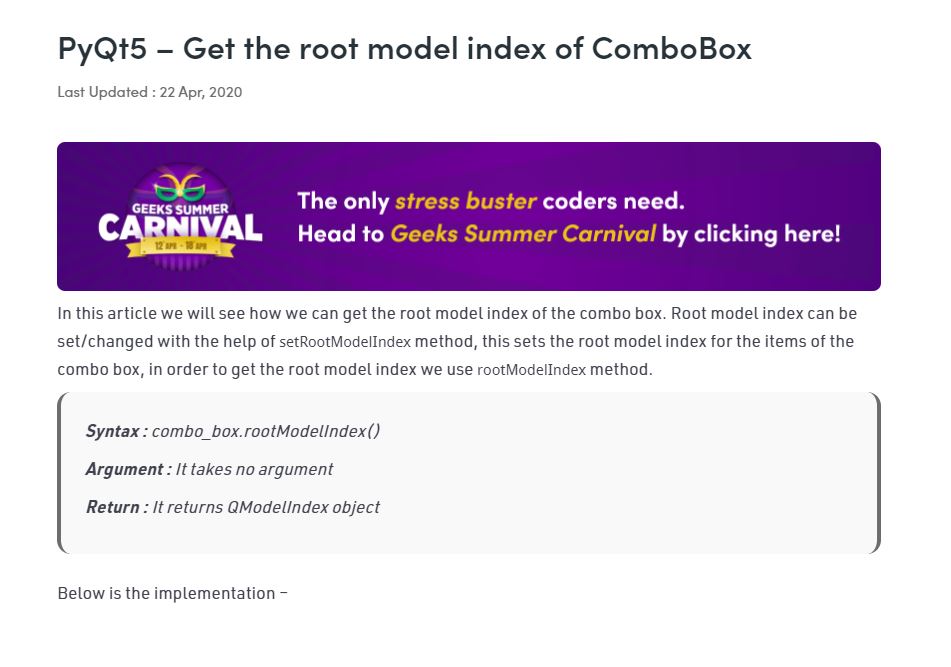 PyQt5 – Get the root model index of ComboBox
Last Updated : 22 Apr, 2020
GEEKS SUMMER
CARNIVAL
12 APR - 18 APR
The only stress buster coders need.
Head to Geeks Summer Carnival by clicking here!
In this article we will see how we can get the root model index of the combo box. Root model index can be
set/changed with the help of setRootModelIndex method, this sets the root model index for the items of the
combo box, in order to get the root model index we use rootModelIndex method.
Syntax : combo_box.rootModelIndex()
Argument : It takes no argument
Return : It returns QModelIndex object
Below is the implementation –